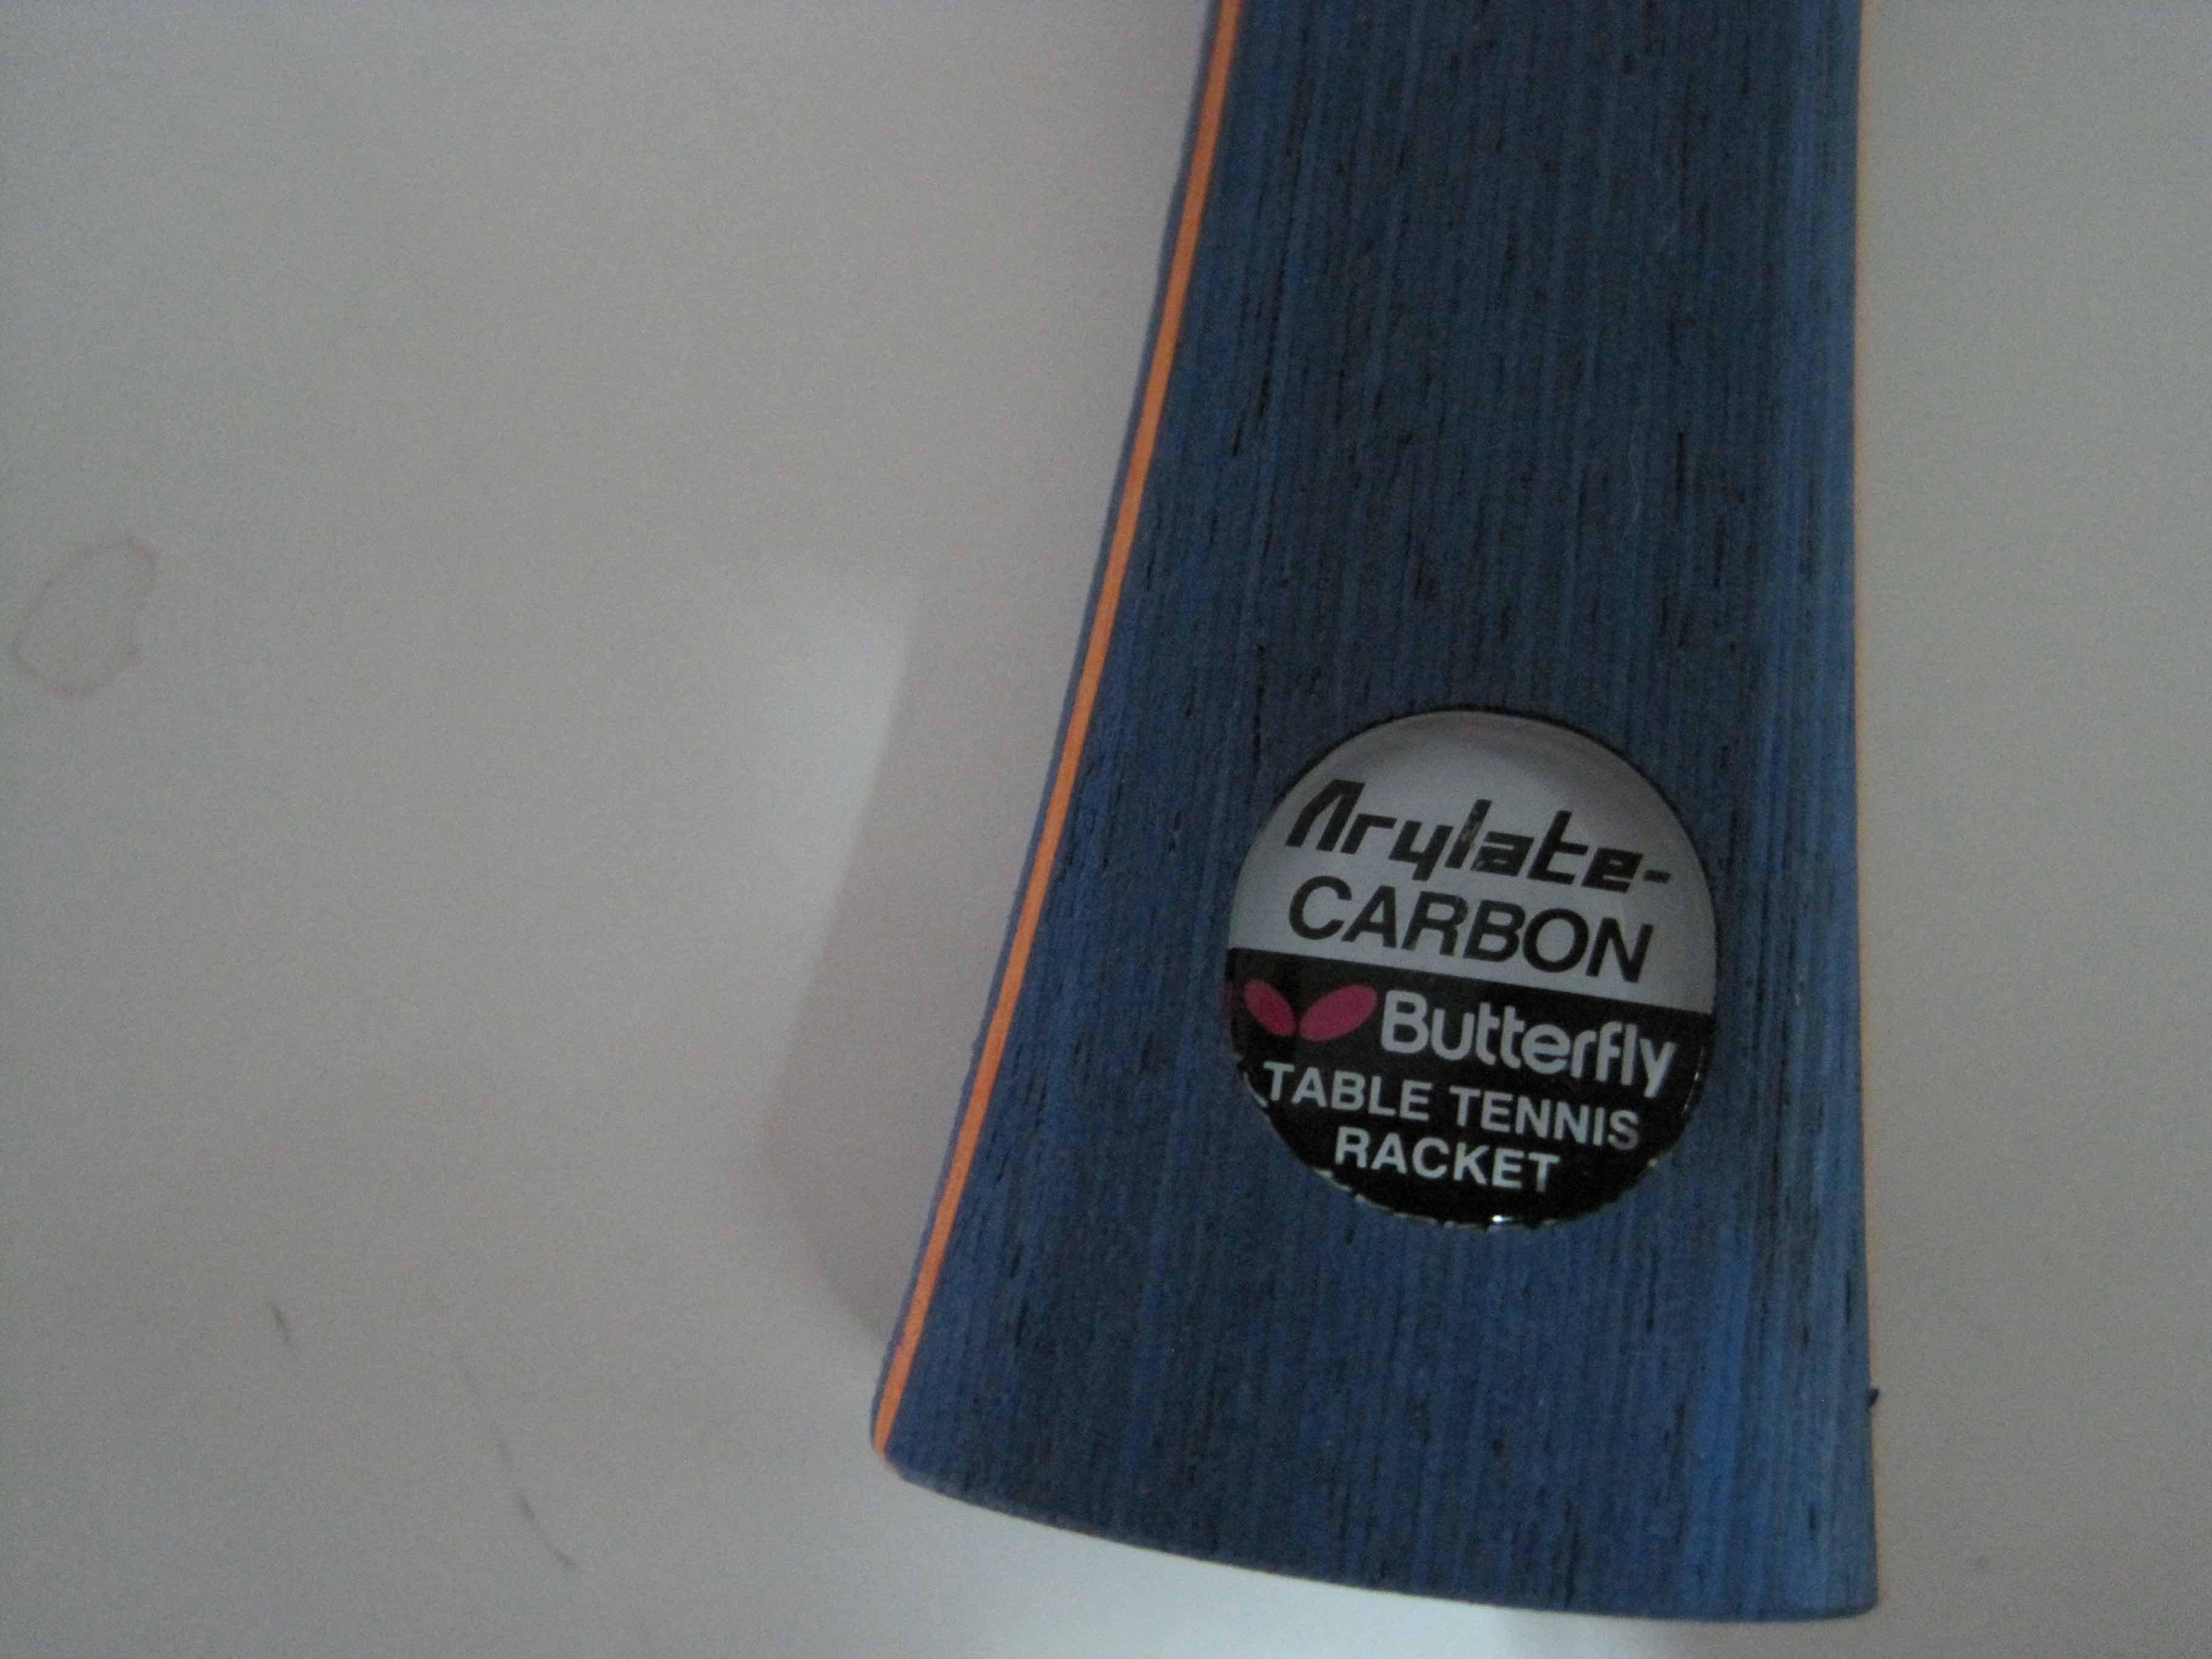 Arylate-
CARBON
Butterfly
TABLE TENNIS
RACKET